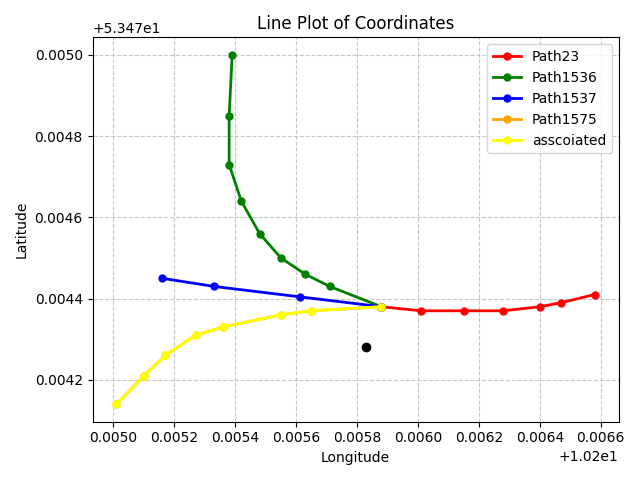 Line Plot of Coordinates
+5.347e1
0.0050
0.0048
0.0046
0.0044
0.0042
Latitude
Path23
Path1536
Path1537
Path1575
asscoiated
0.0050 0.0052 0.0054 0.0056 0.0058 0.0060 0.0062 0.0064 0.0066
Longitude
+1.02e1